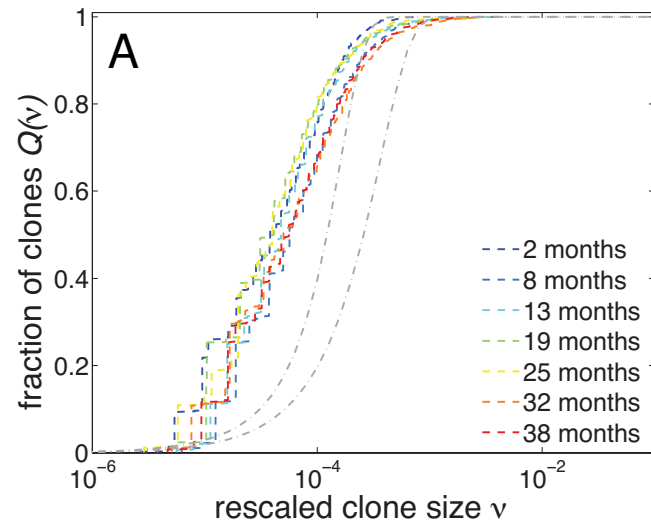 A
1
0.8
0.6
0.4
0.2
0
fraction of clones Q(ν)
2 months
8 months
13 months
19 months
25 months
32 months
38 months
10⁻⁶
10⁻⁴
10⁻²
rescaled clone size ν